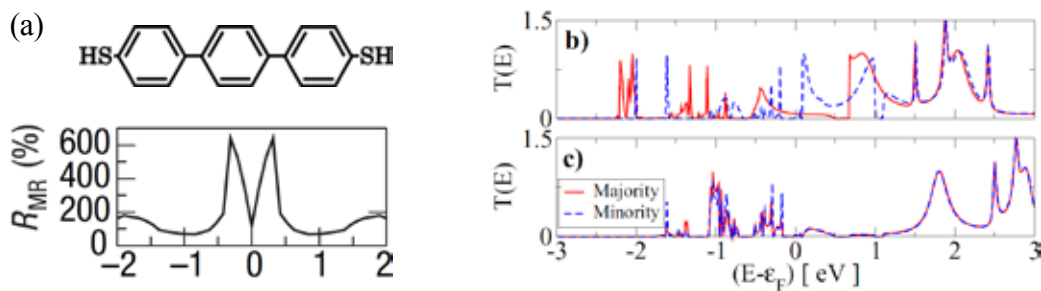 (a)
HS
SH
R_MR (%)
600
400
200
0
−2 −1 0 1 2
b)
T(E)
1.5
0
c)
T(E)
1.5
0
Majority
Minority
-3 -2 -1 0 1 2 3
(E-ε_F) [ eV ]